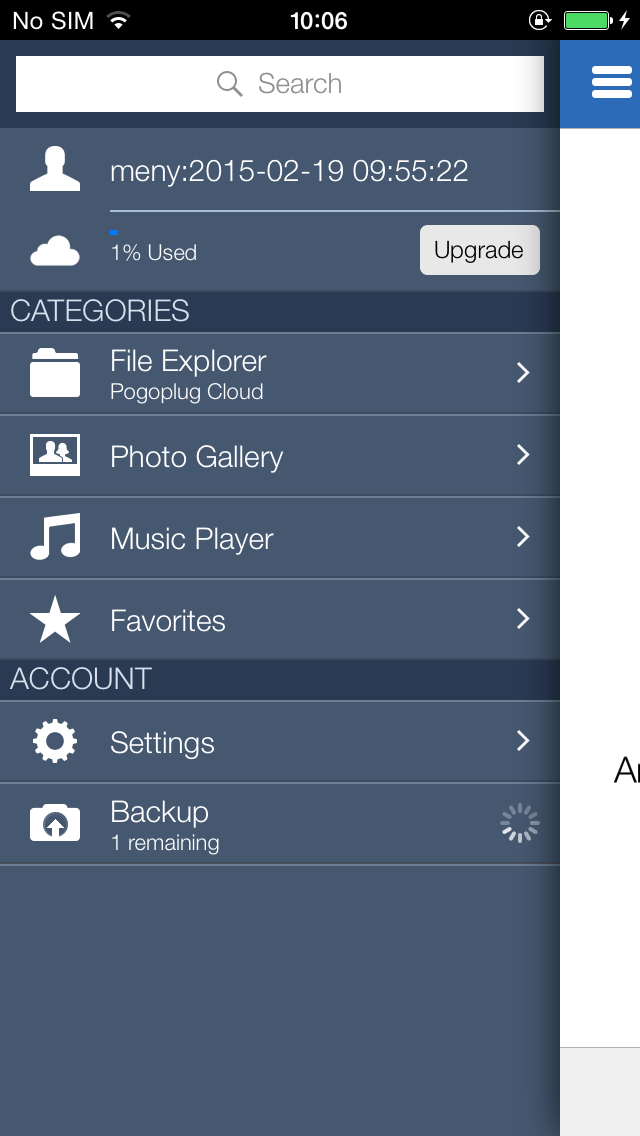 No SIM 10:06
Search
meny:2015-02-19 09:55:22
1% Used
Upgrade
CATEGORIES
File Explorer
Pogoplug Cloud
Photo Gallery
Music Player
Favorites
ACCOUNT
Settings
Backup
1 remaining